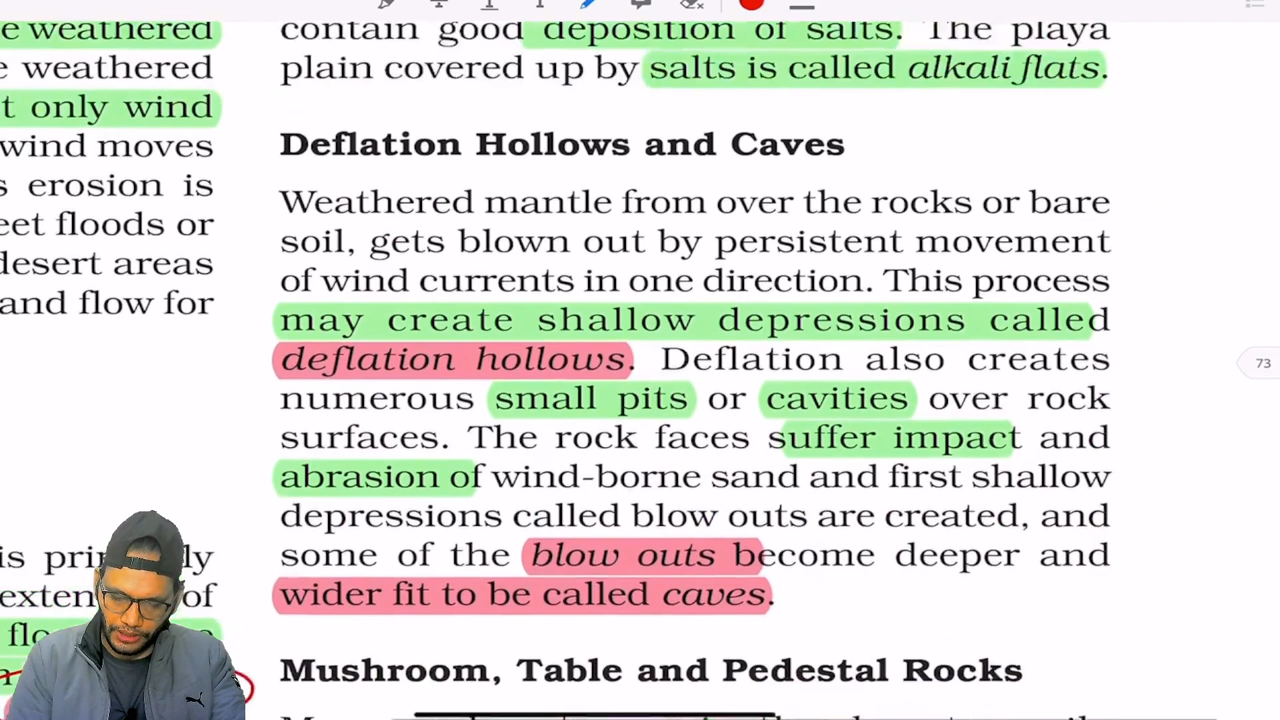 e weathered
e weathered
t only wind
wind moves
s erosion is
eet floods or
desert areas
and flow for
is
exten of
flo
contain good deposition of salts. The playa
plain covered up by salts is called alkali flats.
Deflation Hollows and Caves
Weathered mantle from over the rocks or bare
soil, gets blown out by persistent movement
of wind currents in one direction. This process
may create shallow depressions called
deflation hollows. Deflation also creates
numerous small pits or cavities over rock
surfaces. The rock faces suffer impact and
abrasion of wind-borne sand and first shallow
depressions called blow outs are created, and
some of the blow outs become deeper and
wider fit to be called caves.
Mushroom, Table and Pedestal Rocks
73